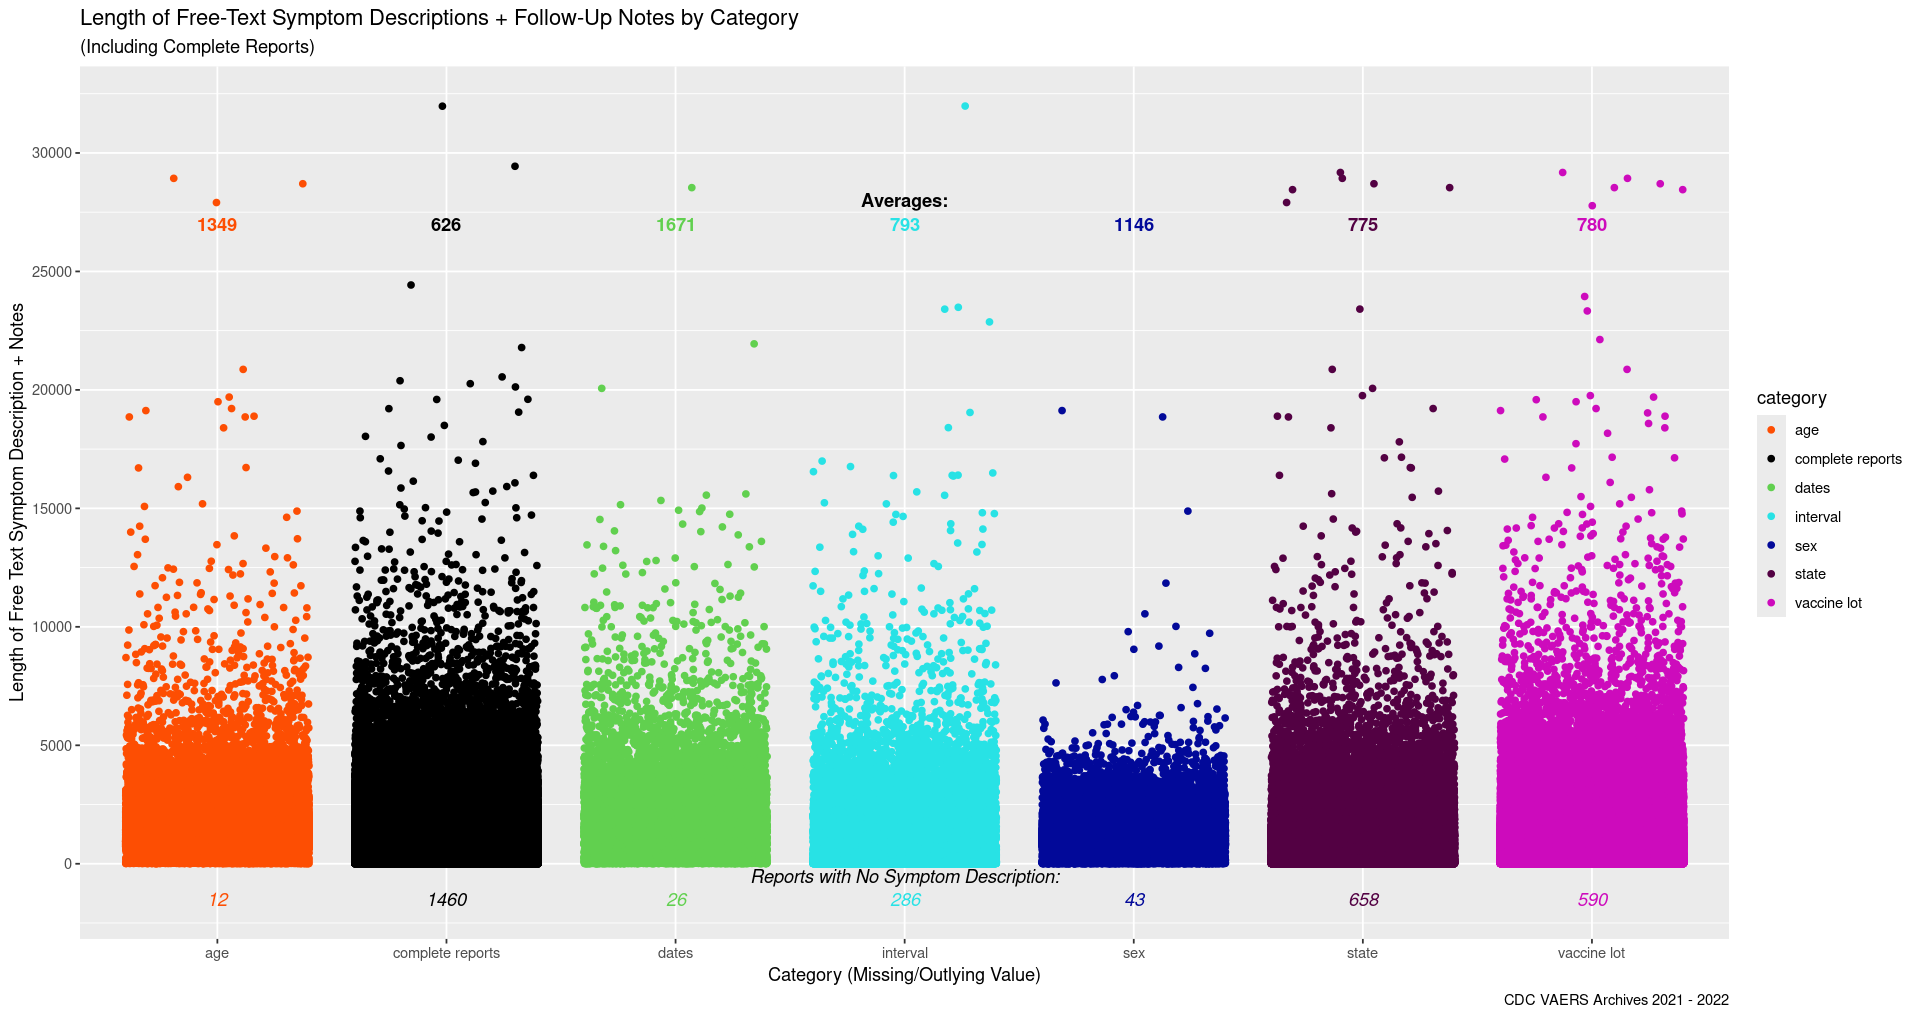 Length of Free-Text Symptom Descriptions + Follow-Up Notes by Category
(Including Complete Reports)
Length of Free Text Symptom Description + Notes
30000
25000
20000
15000
10000
5000
0
Averages:
1349 626 1671 793 1146 775 780
Reports with No Symptom Description:
12 1460 26 286 43 658 590
age complete reports dates interval sex state vaccine lot
Category (Missing/Outlying Value)
category
age
complete reports
dates
interval
sex
state
vaccine lot
CDC VAERS Archives 2021 - 2022